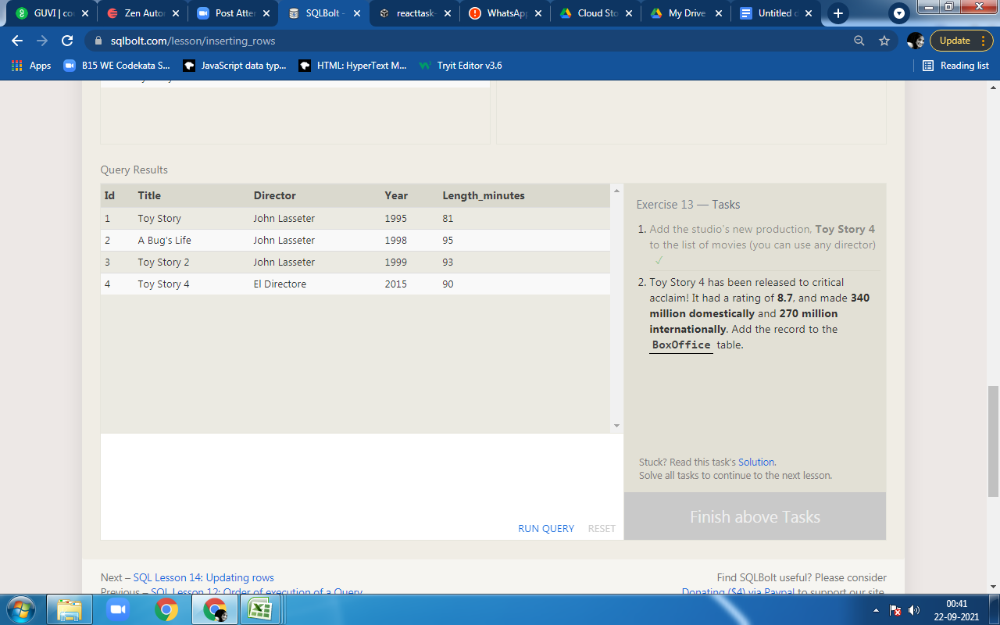 GUVI | co
Zen Auto
Post Atter
SQLBolt -
reacttask-
WhatsApp
Cloud Sto
My Drive
Untitled
sqlbolt.com/lesson/inserting_rows
Update
Apps
B15 WE Codekata S...
JavaScript data typ...
HTML: HyperText M...
Tryit Editor v3.6
Reading list
Query Results
Id Title Director Year Length_minutes
1 Toy Story John Lasseter 1995 81
2 A Bug's Life John Lasseter 1998 95
3 Toy Story 2 John Lasseter 1999 93
4 Toy Story 4 El Directore 2015 90
RUN QUERY RESET
Exercise 13 — Tasks
1. Add the studio's new production, Toy Story 4
to the list of movies (you can use any director)
✓
2. Toy Story 4 has been released to critical
acclaim! It had a rating of 8.7, and made 340
million domestically and 270 million
internationally. Add the record to the
BoxOffice table.
Stuck? Read this task's Solution.
Solve all tasks to continue to the next lesson.
Finish above Tasks
Next – SQL Lesson 14: Updating rows
Previous – SQL Lesson 12: Order of execution of a Query
Find SQLBolt useful? Please consider
Donating ($4) via Paypal to support our site.
00:41
22-09-2021